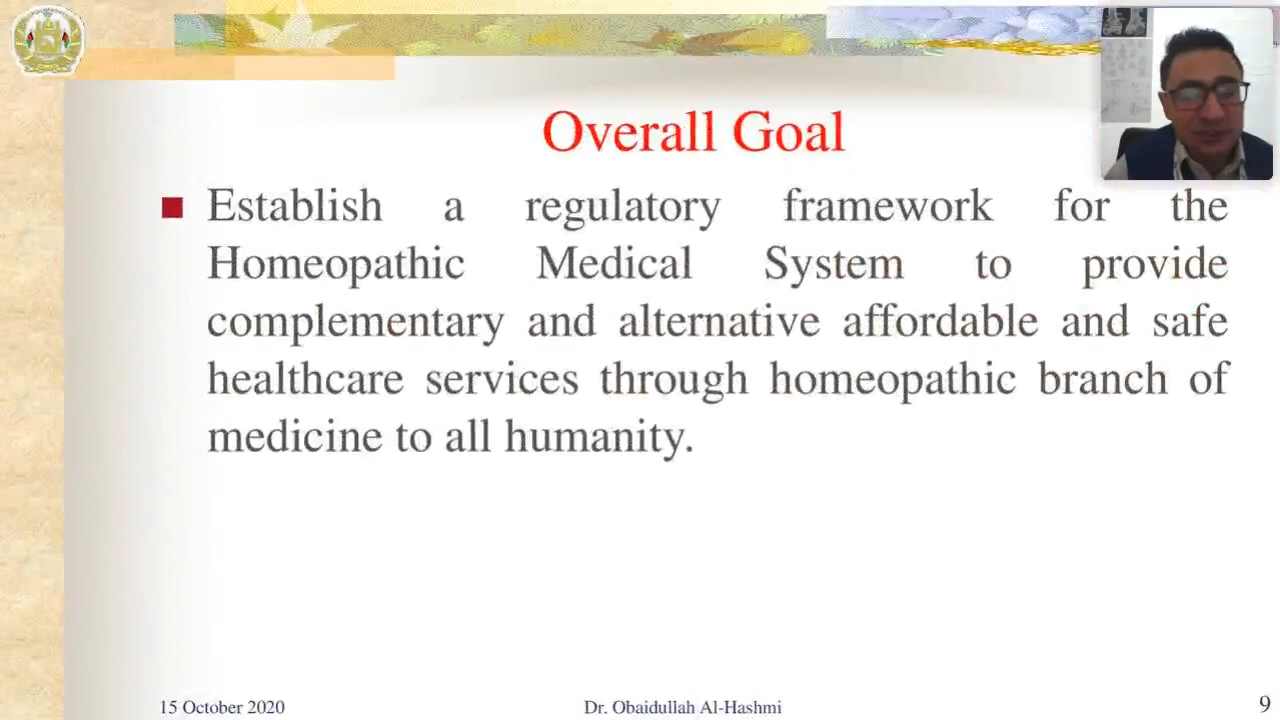 Overall Goal
Establish a regulatory framework for the
Homeopathic Medical System to provide
complementary and alternative affordable and safe
healthcare services through homeopathic branch of
medicine to all humanity.
15 October 2020
Dr. Obaidullah Al-Hashmi
9